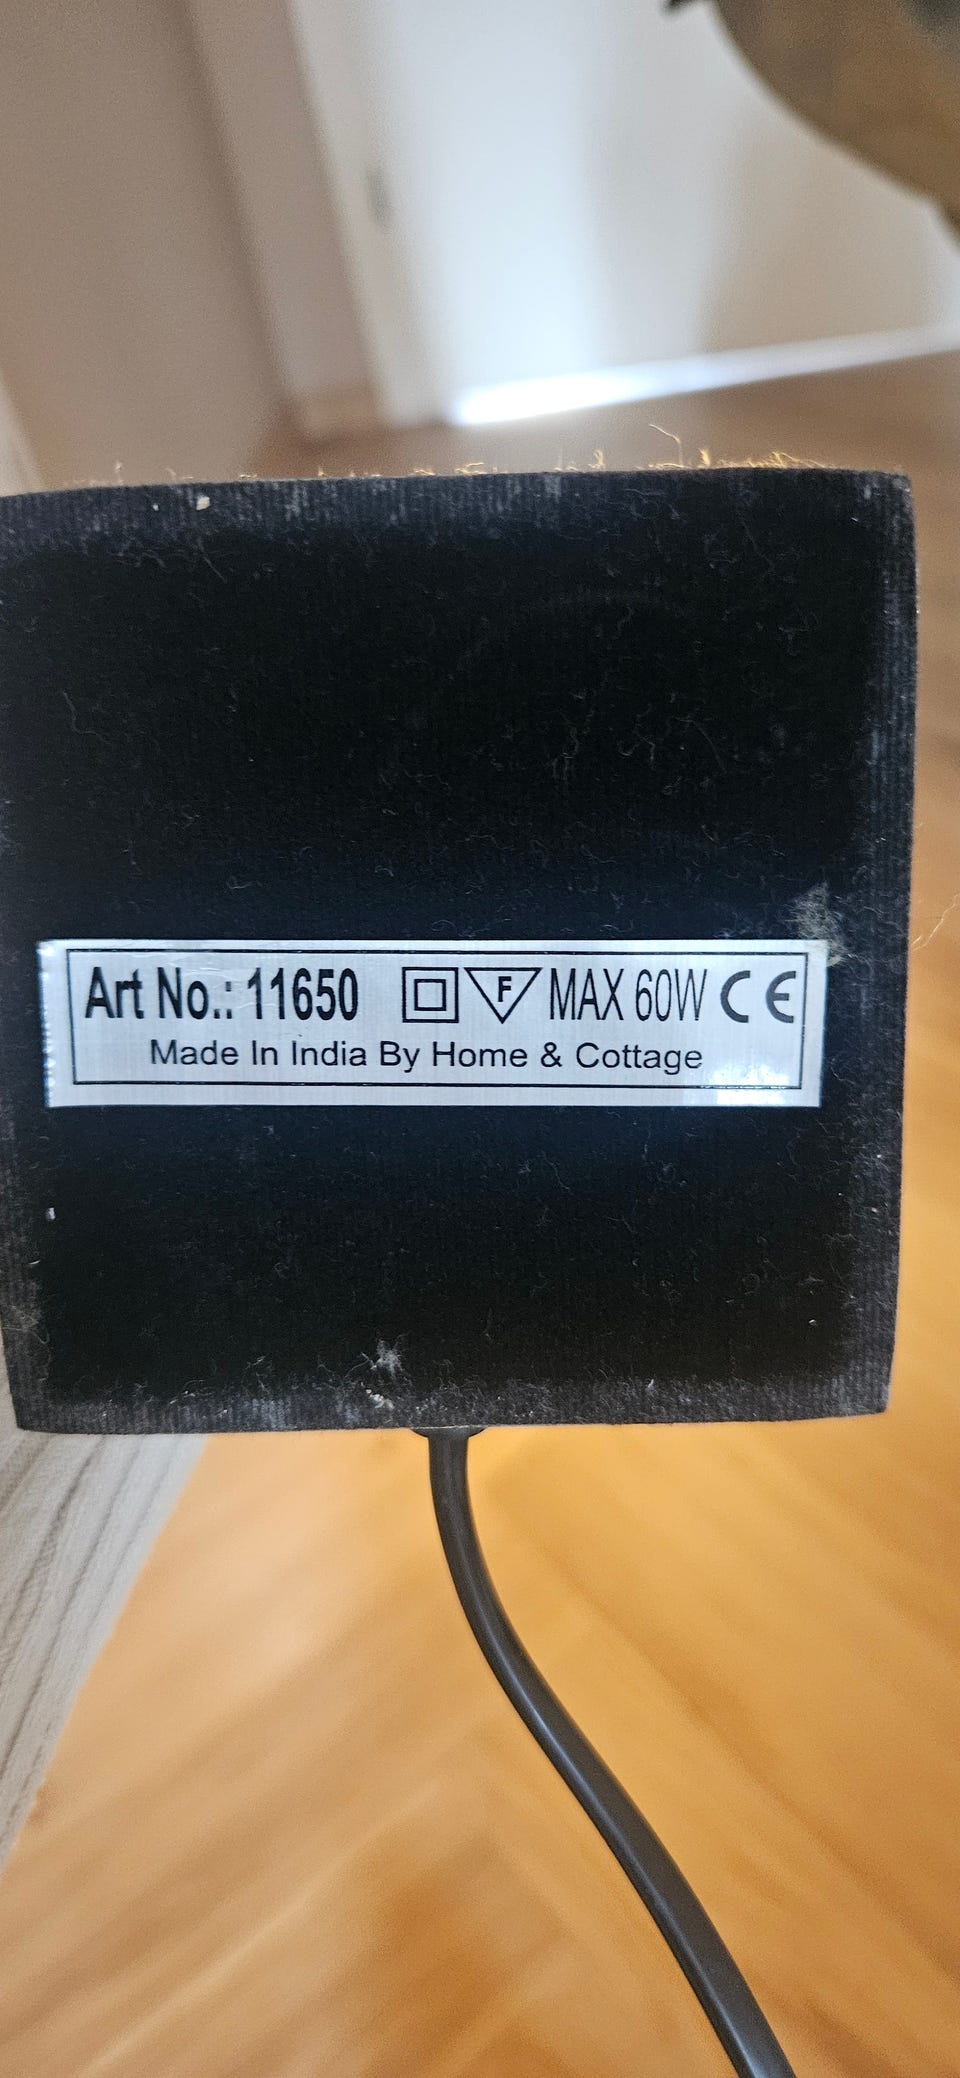 Art No.: 11650 F MAX 60W CE
Made In India By Home & Cottage